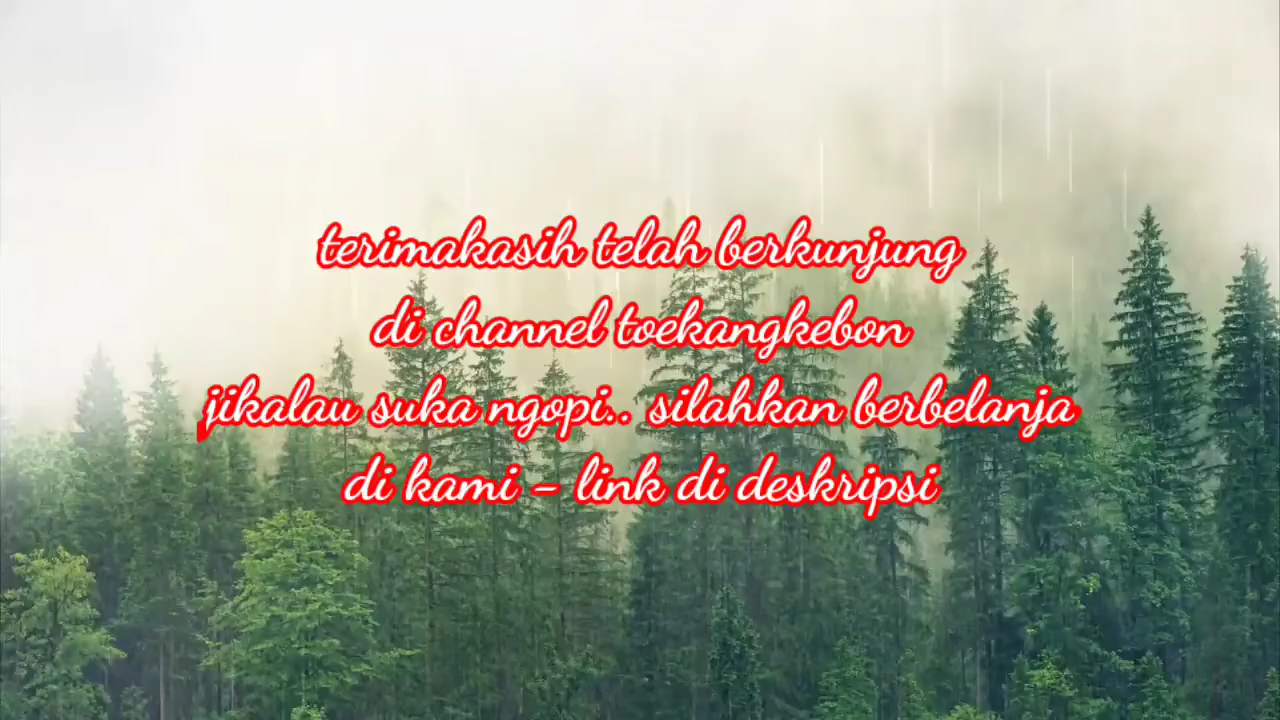 terimakasih telah berkunjung
di channel toekangkebon
jikalau suka ngopi.. silahkan berbelanja
di kami - link di deskripsi